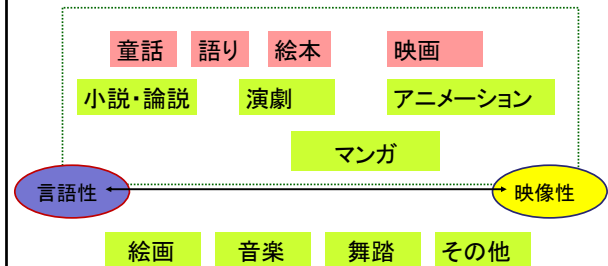 童話 語り 絵本 映画
小説・論説 演劇 アニメーション
マンガ
言語性 映像性
絵画 音楽 舞踏 その他